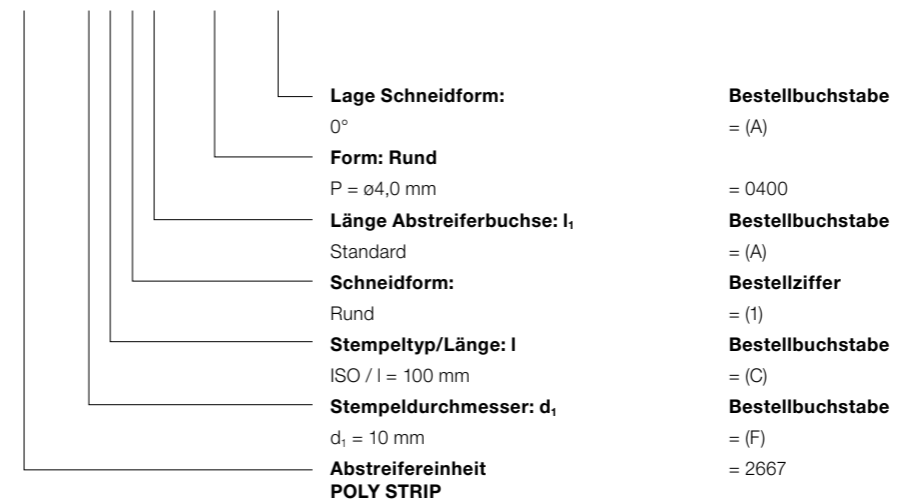 Lage Schneidform: Bestellbuchstabe
0° = (A)
Form: Rund
P = ø4,0 mm = 0400
Länge Abstreiferbuchse: l₁ Bestellbuchstabe
Standard = (A)
Schneidform: Bestellziffer
Rund = (1)
Stempeltyp/Länge: l Bestellbuchstabe
ISO / l = 100 mm = (C)
Stempeldurchmesser: d₁ Bestellbuchstabe
d₁ = 10 mm = (F)
Abstreifereinheit = 2667
POLY STRIP